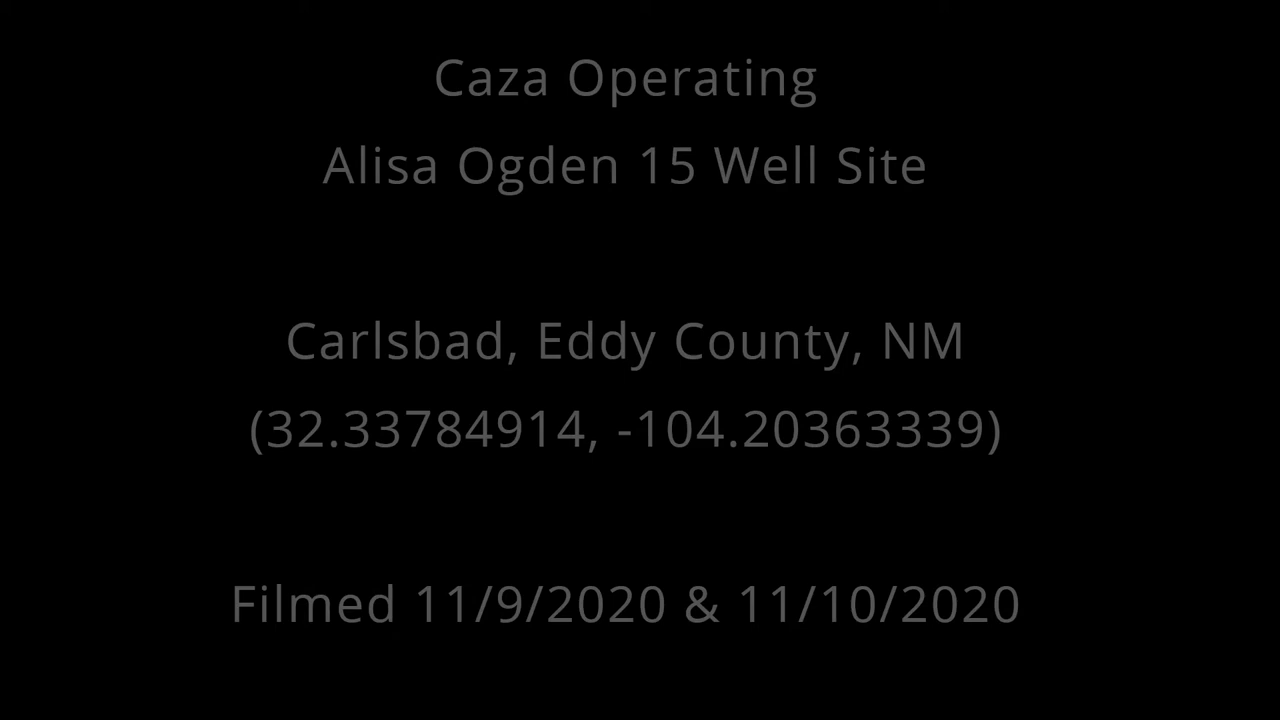 Caza Operating
Alisa Ogden 15 Well Site
Carlsbad, Eddy County, NM
(32.33784914, -104.20363339)
Filmed 11/9/2020 & 11/10/2020